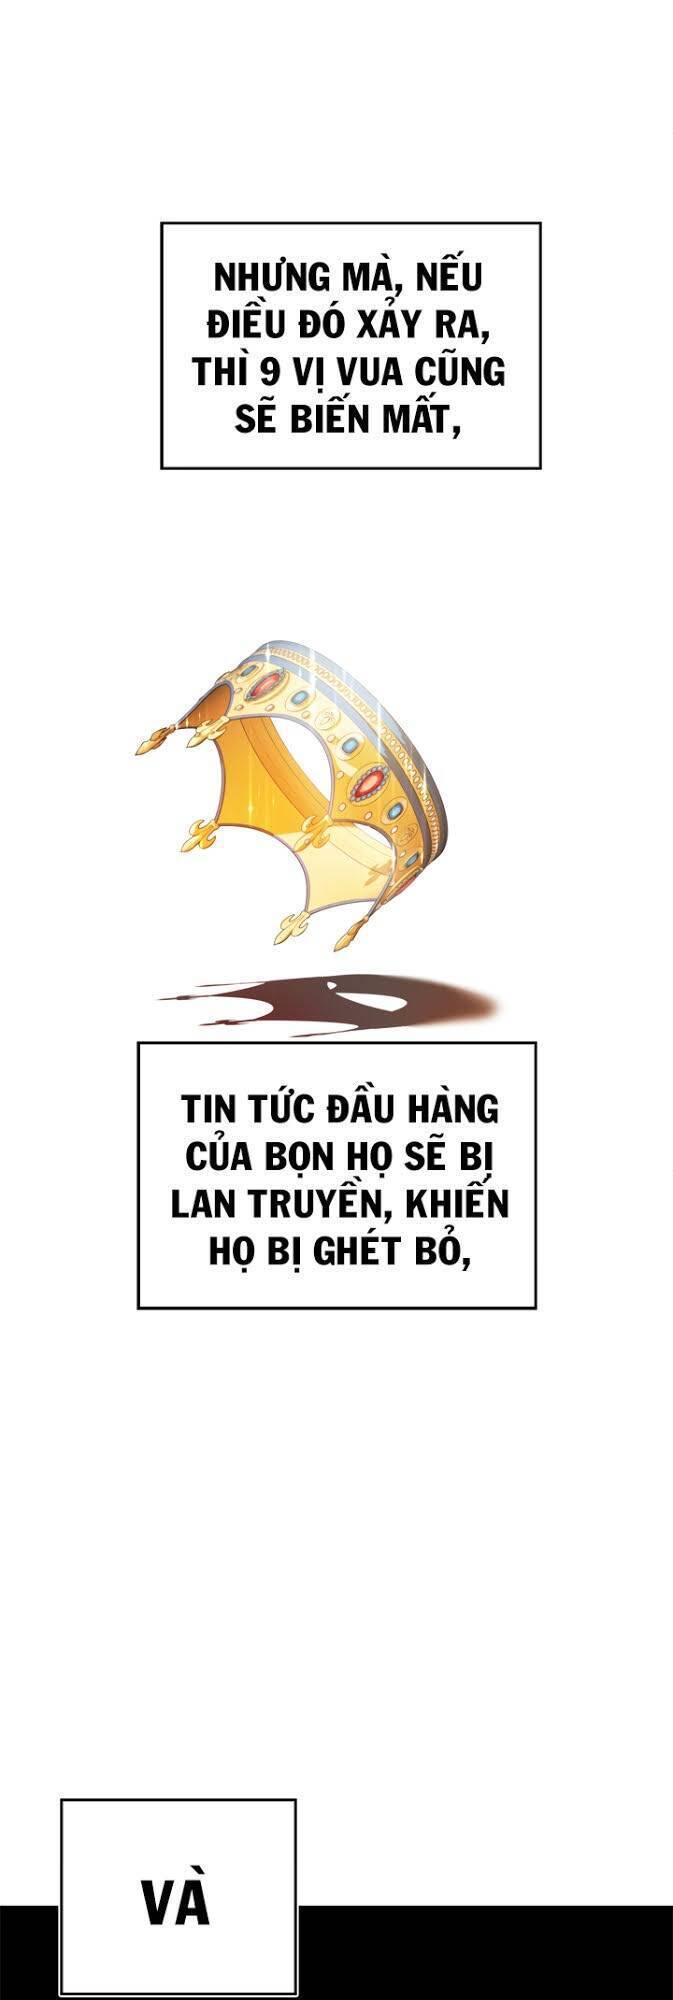 NHƯNG MÀ, NẾU
ĐIỀU ĐÓ XẢY RA,
THÌ 9 VỊ VUA CŨNG
SẼ BIẾN MẤT,
TIN TỨC ĐẦU HÀNG
CỦA BỌN HỌ SẼ BỊ
LAN TRUYỀN, KHIẾN
HỌ BỊ GHÉT BỎ,
VÀ